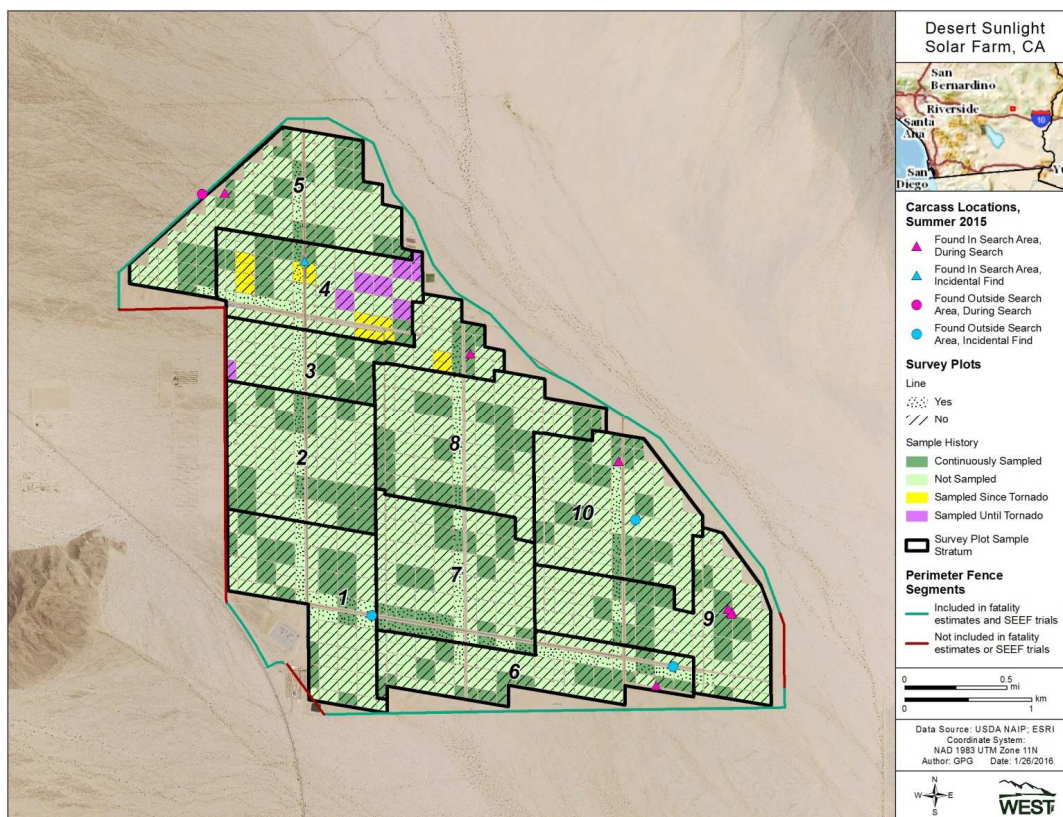 Desert Sunlight
Solar Farm, CA
San
Bernardino
Riverside
10
Santa
Ana
San
Diego
Yu
Carcass Locations,
Summer 2015
Found In Search Area,
During Search
Found In Search Area,
Incidental Find
Found Outside Search
Area, During Search
Found Outside Search
Area, Incidental Find
Survey Plots
Line
Yes
No
Sample History
Continuously Sampled
Not Sampled
Sampled Since Tornado
Sampled Until Tornado
Survey Plot Sample
Stratum
Perimeter Fence
Segments
Included in fatality
estimates and SEEF trials
Not included in fatality
estimates or SEEF trials
0 0.5
mi
km
0 1
Data Source: USDA NAIP; ESRI
Coordinate System:
NAD 1983 UTM Zone 11N
Author: GPG Date: 1/26/2016
N
W E
S
WEST
5
4
3
2
8
10
7
1
9
6